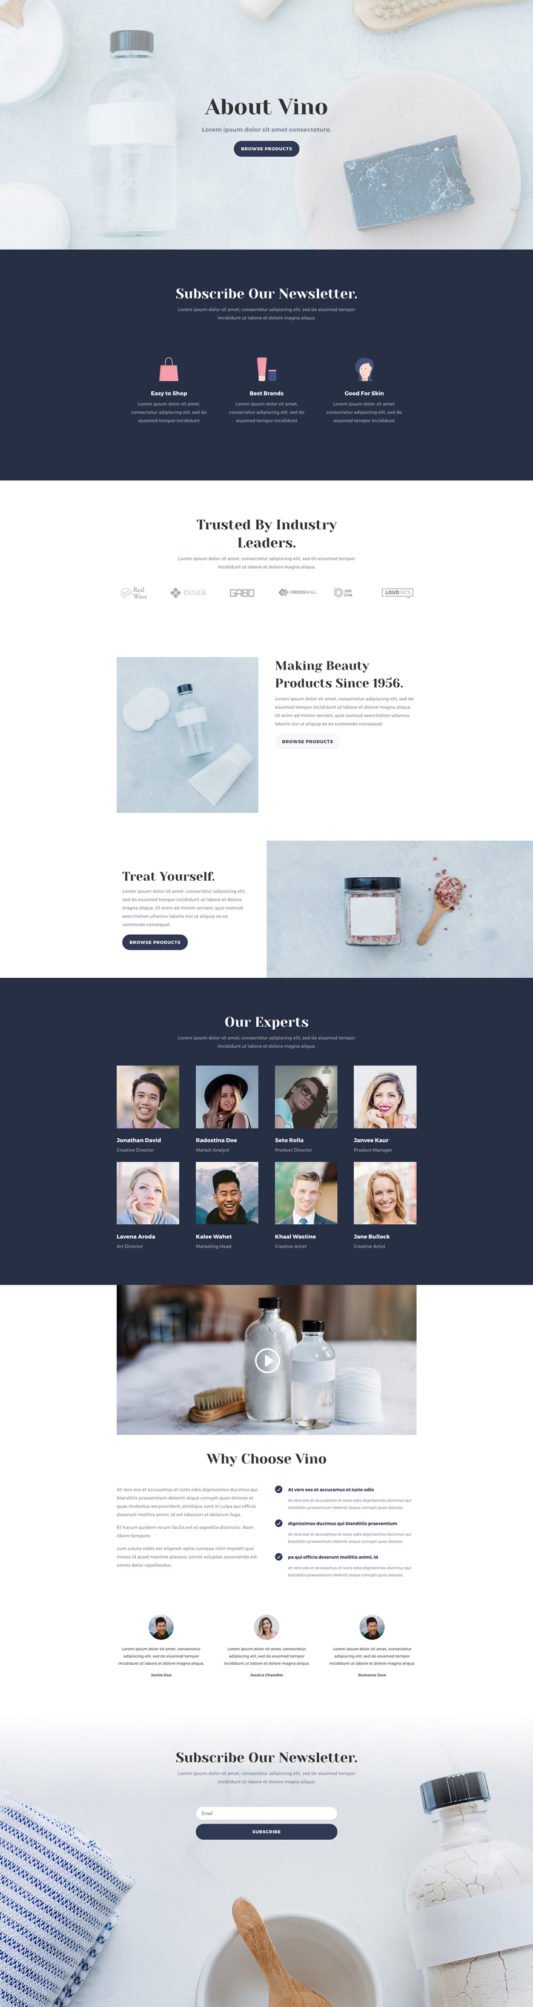 About Vino
Lorem ipsum dolor sit amet consecteture.
BROWSE PRODUCTS
Subscribe Our Newsletter.
Lorem ipsum dolor sit amet, consectetur adipiscing elit, sed do eiusmod tempor
incididunt ut labore et dolore magna aliqua.
Easy to Shop
Lorem ipsum dolor sit amet,
consectetur adipiscing elit, sed do
eiusmod tempor incididunt
Best Brands
Lorem ipsum dolor sit amet,
consectetur adipiscing elit, sed do
eiusmod tempor incididunt
Good For Skin
Lorem ipsum dolor sit amet,
consectetur adipiscing elit, sed do
eiusmod tempor incididunt
Trusted By Industry
Leaders.
Lorem ipsum dolor sit amet, consectetur adipiscing elit, sed do eiusmod tempor
incididunt ut labore et dolore magna aliqua.
Real
Wave
INNER
Making Beauty
Products Since 1956.
Lorem ipsum dolor sit amet, consectetur adipiscing elit, sed do
eiusmod tempor incididunt ut labore et dolore magna aliqua.
Ut enim ad minim veniam, quis nostrud exercitation ullamco
laboris nisi ut aliquip ex ea commodo consequat.
BROWSE PRODUCTS
Treat Yourself.
Lorem ipsum dolor sit amet, consectetur adipiscing
elit, sed do eiusmod tempor incididunt ut labore et dolore
magna aliqua. Ut enim ad minim veniam, quis nostrud
exercitation ullamco laboris nisi ut aliquip ex ea
commodo consequat.
BROWSE PRODUCTS
Our Experts
Lorem ipsum dolor sit amet, consectetur adipiscing elit, sed do eiusmod tempor
incididunt ut labore et dolore magna aliqua.
Jonathan David
Creative Director
Radostina Doe
Market Analyst
Seto Rolla
Product Director
Janvee Kaur
Product Manager
Lavena Aroda
Art Director
Kalee Wahet
Marketing Head
Khaal Wastine
Creative Artist
Jane Bullock
Creative Artist
Why Choose Vino
At vero eos et accusamus et iusto odio dignissimos ducimus qui
blanditiis praesentium deleniti atque corrupti quos dolores et
quas molestias excepturi
similique sunt in culpa qui officia
deserunt mollitia animi, id est laborum et dolorum fuga.
Et harum quidem rerum facilis est et expedita distinctio. Nam
libero tempore.
cum soluta nobis est eligendi optio cumque nihil impedit quo
minus id quod maxime placeat, omnis voluptas assumenda est,
omnis dolor repellendus.
At vero eos et accusamus et iusto odio
At vero eos et accusamus et iusto odio dignissimos ducimus qui
blanditiis praesentium deleniti atque corrupti quos dolores.
dignissimos ducimus qui blanditiis praesentium
At vero eos et accusamus et iusto odio dignissimos ducimus qui
blanditiis praesentium deleniti atque corrupti quos dolores.
pa qui officia deserunt mollitia animi, id
At vero eos et accusamus et iusto odio dignissimos ducimus qui
blanditiis praesentium deleniti atque corrupti quos dolores.
Lorem ipsum dolor sit amet, consectetur
adipiscing elit, sed do eiusmod tempor
incididunt ut labore et dolore magna aliqua.
Lorem ipsum dolor sit amet, consectetur
adipiscing elit, sed do eiusmod tempor
incididunt ut labore et dolore magna aliqua.
Jessica Chandler
Lorem ipsum dolor sit amet, consectetur
adipiscing elit, sed do eiusmod tempor
incididunt ut labore et dolore magna aliqua.
Subscribe Our Newsletter.
Lorem ipsum dolor sit amet, consectetur adipiscing elit, sed do eiusmod tempor
incididunt ut labore et dolore magna aliqua.
Email
SUBSCRIBE